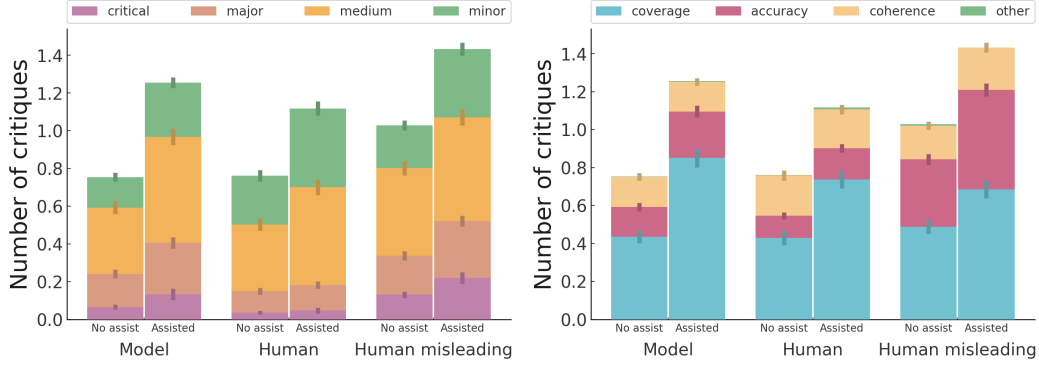 critical major medium minor
Number of critiques
1.4
1.2
1.0
0.8
0.6
0.4
0.2
0.0
No assist Assisted No assist Assisted No assist Assisted
Model Human Human misleading
coverage accuracy coherence other
Number of critiques
1.4
1.2
1.0
0.8
0.6
0.4
0.2
0.0
No assist Assisted No assist Assisted No assist Assisted
Model Human Human misleading